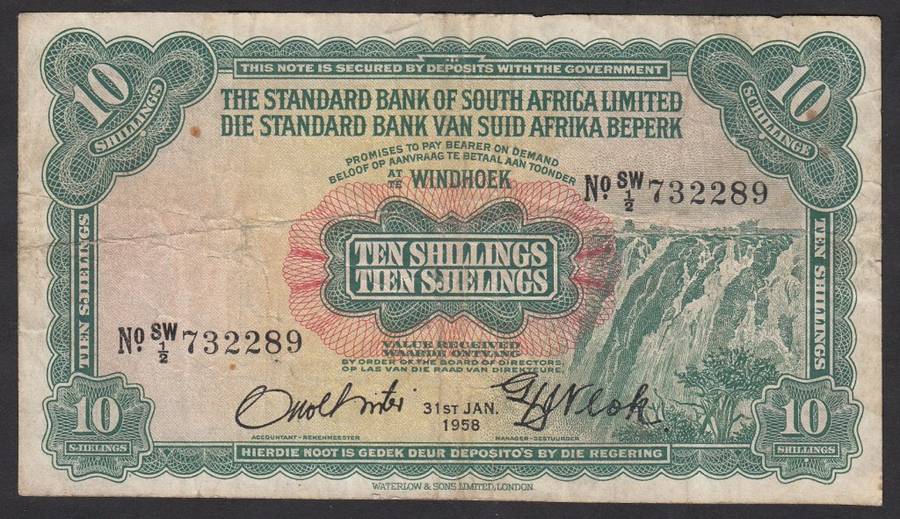 10 SHILLINGS
10 SGHILLINGE
THIS NOTE IS SECURED BY DEPOSITS WITH THE GOVERNMENT
THE STANDARD BANK OF SOUTH AFRICA LIMITED
DIE STANDARD BANK VAN SUID AFRIKA BEPERK
PROMISES TO PAY BEARER ON DEMAND
BELOOF OP AANVRAAG TE BETAAL AAN TOONDER
AT/TE WINDHOEK
No. SW 1/2 732289
TEN SHILLINGS
TIEN SJIELINGS
TIEN SJIELINGS
TEN SHILLINGS
No. SW 1/2 732289
VALUE RECEIVED
WAARDE ONTVANG
BY ORDER OF THE BOARD OF DIRECTORS.
OP LAS VAN DIE RAAD VAN DIREKTEURE.
31ST JAN.
1958
ACCOUNTANT - REKENMEESTER
MANAGER - BESTUURDER
10 SJIELINGS
10 SHILLINGS
HIERDIE NOOT IS GEDEK DEUR DEPOSITO'S BY DIE REGERING
WATERLOW & SONS LIMITED, LONDON.